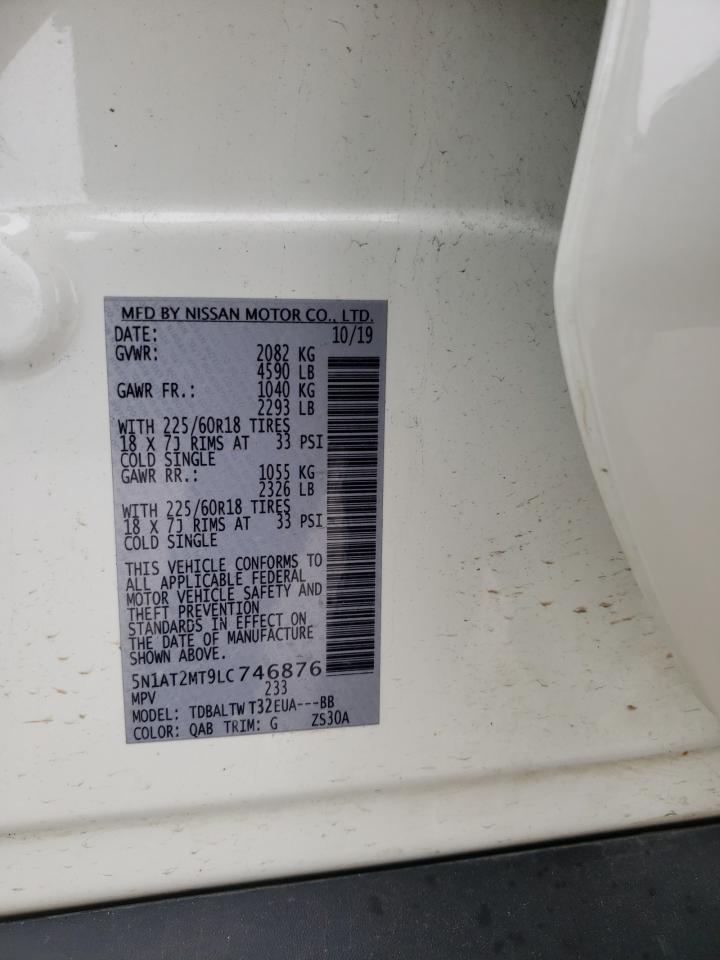 MFD BY NISSAN MOTOR CO., LTD.
DATE: 10/19
GVWR: 2082 KG
4590 LB
GAWR FR.: 1040 KG
2293 LB
WITH 225/60R18 TIRES
18 X 7J RIMS AT 33 PSI
COLD SINGLE
GAWR RR.: 1055 KG
2326 LB
WITH 225/60R18 TIRES
18 X 7J RIMS AT 33 PSI
COLD SINGLE
THIS VEHICLE CONFORMS TO
ALL APPLICABLE FEDERAL
MOTOR VEHICLE SAFETY AND
THEFT PREVENTION
STANDARDS IN EFFECT ON
THE DATE OF MANUFACTURE
SHOWN ABOVE.
5N1AT2MT9LC746876
MPV 233
MODEL: TDBALTW T32EUA---BB
COLOR: QAB TRIM: G ZS30A